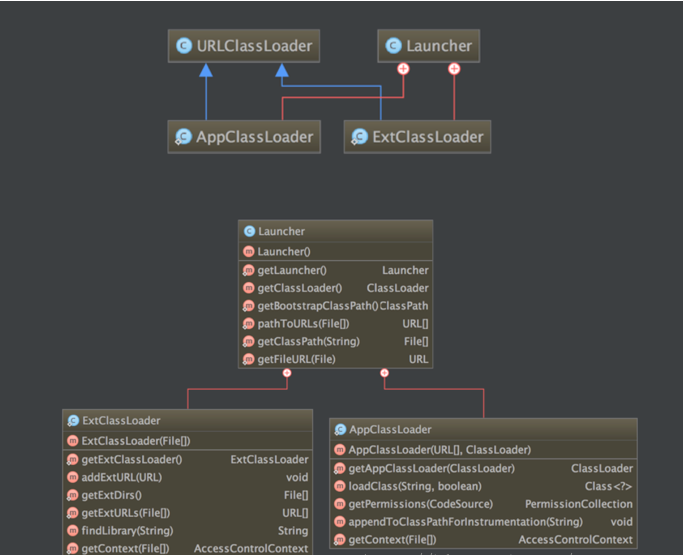 URLClassLoader
Launcher
AppClassLoader
ExtClassLoader
Launcher
Launcher()
getLauncher() Launcher
getClassLoader() ClassLoader
getBootstrapClassPath() ClassPath
pathToURLs(File[]) URL[]
getClassPath(String) File[]
getFileURL(File) URL
ExtClassLoader
ExtClassLoader(File[])
getExtClassLoader() ExtClassLoader
addExtURL(URL) void
getExtDirs() File[]
getExtURLs(File[]) URL[]
findLibrary(String) String
getContext(File[]) AccessControlContext
AppClassLoader
AppClassLoader(URL[], ClassLoader)
getAppClassLoader(ClassLoader) ClassLoader
loadClass(String, boolean) Class<?>
getPermissions(CodeSource) PermissionCollection
appendToClassPathForInstrumentation(String) void
getContext(File[]) AccessControlContext